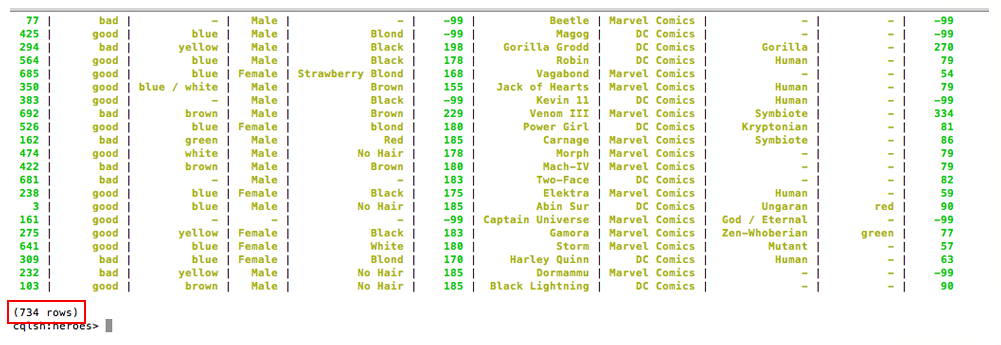 77 | bad | - | Male | - | -99 | Beetle | Marvel Comics | - | - | -99
425 | good | blue | Male | Blond | -99 | Magog | DC Comics | - | - | -99
294 | bad | yellow | Male | Black | 198 | Gorilla Grodd | DC Comics | Gorilla | - | 270
564 | good | blue | Male | Black | 178 | Robin | DC Comics | Human | - | 79
685 | good | blue | Female | Strawberry Blond | 168 | Vagabond | Marvel Comics | - | - | 54
350 | good | blue / white | Male | Brown | 155 | Jack of Hearts | Marvel Comics | Human | - | 79
383 | good | - | Male | Black | -99 | Kevin 11 | DC Comics | Human | - | -99
692 | bad | brown | Male | Brown | 229 | Venom III | Marvel Comics | Symbiote | - | 334
526 | good | blue | Female | blond | 180 | Power Girl | DC Comics | Kryptonian | - | 81
162 | bad | green | Male | Red | 185 | Carnage | Marvel Comics | Symbiote | - | 86
474 | good | white | Male | No Hair | 178 | Morph | Marvel Comics | - | - | 79
422 | bad | brown | Male | Brown | 180 | Mach-IV | Marvel Comics | - | - | 79
681 | bad | - | Male | - | 183 | Two-Face | DC Comics | - | - | 82
238 | good | blue | Female | Black | 175 | Elektra | Marvel Comics | Human | - | 59
3 | good | blue | Male | No Hair | 185 | Abin Sur | DC Comics | Ungaran | red | 90
161 | good | - | - | - | -99 | Captain Universe | Marvel Comics | God / Eternal | - | -99
275 | good | yellow | Female | Black | 183 | Gamora | Marvel Comics | Zen-Whoberian | green | 77
641 | good | blue | Female | White | 180 | Storm | Marvel Comics | Mutant | - | 57
309 | bad | blue | Female | Blond | 170 | Harley Quinn | DC Comics | Human | - | 63
232 | bad | yellow | Male | No Hair | 185 | Dormammu | Marvel Comics | - | - | -99
103 | good | brown | Male | No Hair | 185 | Black Lightning | DC Comics | - | - | 90
(734 rows)
cqlsh:heroes>